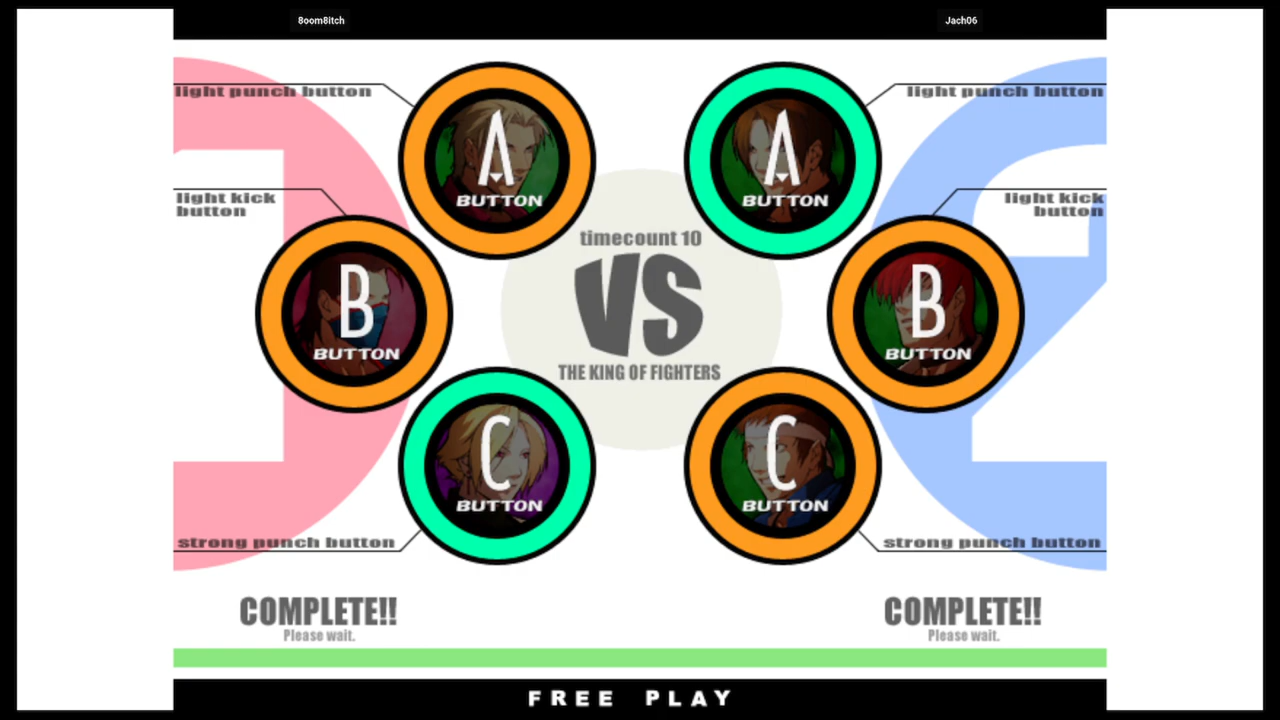 8oom8itch
Jach06
light punch button
light punch button
A
BUTTON
A
BUTTON
light kick
button
light kick
button
timecount 10
VS
THE KING OF FIGHTERS
B
BUTTON
B
BUTTON
C
BUTTON
C
BUTTON
strong punch button
strong punch button
COMPLETE!!
Please wait.
COMPLETE!!
Please wait.
FREE PLAY
1
2